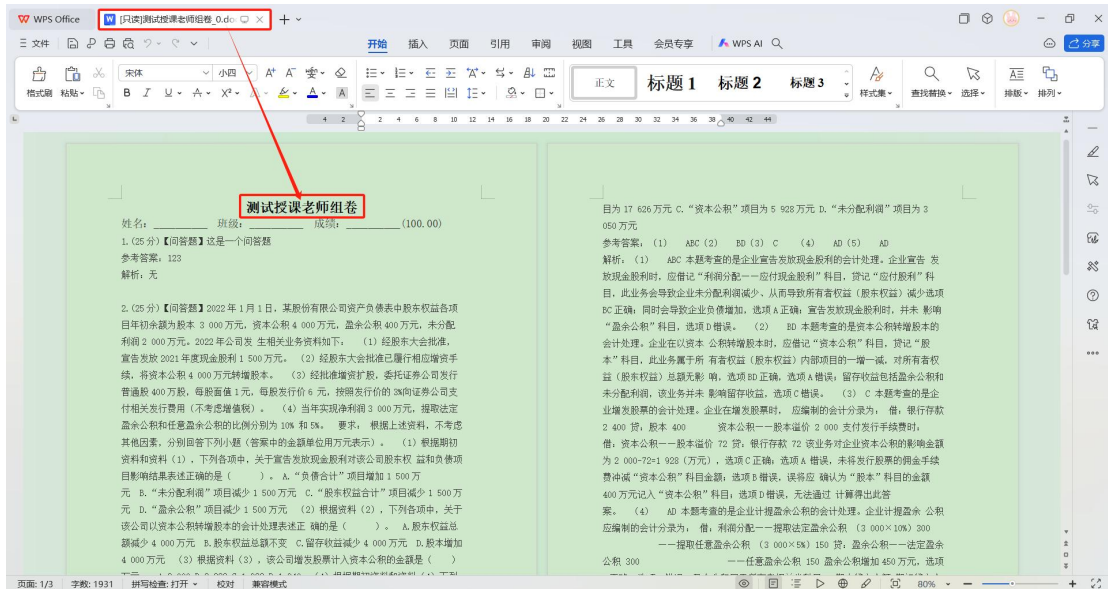 WPS Office
[只读]测试授课老师组卷_0.do
文件
开始 插入 页面 引用 审阅 视图 工具 会员专享 WPS AI
分享
宋体 小四
正文 标题 1 标题 2 标题 3
格式刷 粘贴 样式集 查找替换 选择 排版 排列
4 2 2 4 6 8 10 12 14 16 18 20 22 24 26 28 30 32 34 36 38 40 42 44
测试授课老师组卷
姓名: 班级: 成绩: (100.00)
1.(25 分)【问答题】这是一个问答题
参考答案: 123
解析: 无
2.(25 分)【问答题】2022 年 1 月 1 日, 某股份有限公司资产负债表中股东权益各项
目年初余额为股本 3 000 万元, 资本公积 4 000 万元, 盈余公积 400 万元, 未分配
利润 2 000 万元。2022 年公司发 生相关业务资料如下: (1) 经股东大会批准,
宣告发放 2021 年度现金股利 1 500 万元。 (2) 经股东大会批准已履行相应增资手
续, 将资本公积 4 000 万元转增股本。 (3) 经批准增资扩股, 委托证券公司发行
普通股 400 万股, 每股面值 1 元, 每股发行价 6 元, 按照发行价的 3%向证券公司支
付相关发行费用 (不考虑增值税) 。 (4) 当年实现净利润 3 000 万元, 提取法定
盈余公积和任意盈余公积的比例分别为 10% 和 5%。 要求: 根据上述资料, 不考虑
其他因素, 分别回答下列小题 (答案中的金额单位用万元表示) 。 (1) 根据期初
资料和资料 (1) , 下列各项中, 关于宣告发放现金股利对该公司股东权 益和负债项
目影响结果表述正确的是 ( ) 。 A.“负债合计”项目增加 1 500 万
元 B.“未分配利润”项目减少 1 500 万元 C.“股东权益合计”项目减少 1 500 万
元 D.“盈余公积”项目减少 1 500 万元 (2) 根据资料 (2) , 下列各项中, 关于
该公司以资本公积转增股本的会计处理表述正 确的是 ( ) 。 A.股东权益总
额减少 4 000 万元 B.股东权益总额不变 C.留存收益减少 4 000 万元 D.股本增加
4 000 万元 (3) 根据资料 (3) , 该公司增发股票计入资本公积的金额是 ( )
目为 17 626 万元 C.“资本公积”项目为 5 928 万元 D.“未分配利润”项目为 3
050 万元
参考答案: (1) ABC (2) BD (3) C (4) AD (5) AD
解析: (1) ABC 本题考查的是企业宣告发放现金股利的会计处理。企业宣告 发
放现金股利时, 应借记“利润分配——应付现金股利”科目, 贷记“应付股利”科
目, 此业务会导致企业未分配利润减少、从而导致所有者权益 (股东权益) 减少选项
BC 正确; 同时会导致企业负债增加, 选项 A 正确; 宣告发放现金股利时, 并未 影响
“盈余公积”科目, 选项 D 错误。 (2) BD 本题考查的是资本公积转增股本的
会计处理。企业在以资本 公积转增股本时, 应借记“资本公积”科目, 贷记“股
本”科目, 此业务属于所 有者权益 (股东权益) 内部项目的一增一减, 对所有者权
益 (股东权益) 总额无影 响, 选项 BD 正确, 选项 A 错误; 留存收益包括盈余公积和
未分配利润, 该业务并未 影响留存收益, 选项 C 错误。 (3) C 本题考查的是企
业增发股票的会计处理。企业在增发股票时, 应编制的会计分录为: 借: 银行存款
2 400 贷: 股本 400 资本公积——股本溢价 2 000 支付发行手续费时:
借: 资本公积——股本溢价 72 贷: 银行存款 72 该业务对企业资本公积的影响金额
为 2 000-72=1 928 (万元) , 选项 C 正确; 选项 A 错误, 未将发行股票的佣金手续
费冲减“资本公积”科目金额; 选项 B 错误, 误将应 确认为“股本”科目的金额
400 万元记入“资本公积”科目; 选项 D 错误, 无法通过 计算得出此答
案。 (4) AD 本题考查的是企业计提盈余公积的会计处理。企业计提盈余 公积
应编制的会计分录为: 借: 利润分配——提取法定盈余公积 (3 000×10%) 300
——提取任意盈余公积 (3 000×5%) 150 贷: 盈余公积——法定盈余
公积 300 ——任意盈余公积 150 盈余公积增加 450 万元, 选项
页面: 1/3 字数: 1931 拼写检查: 打开 校对 兼容模式 80%